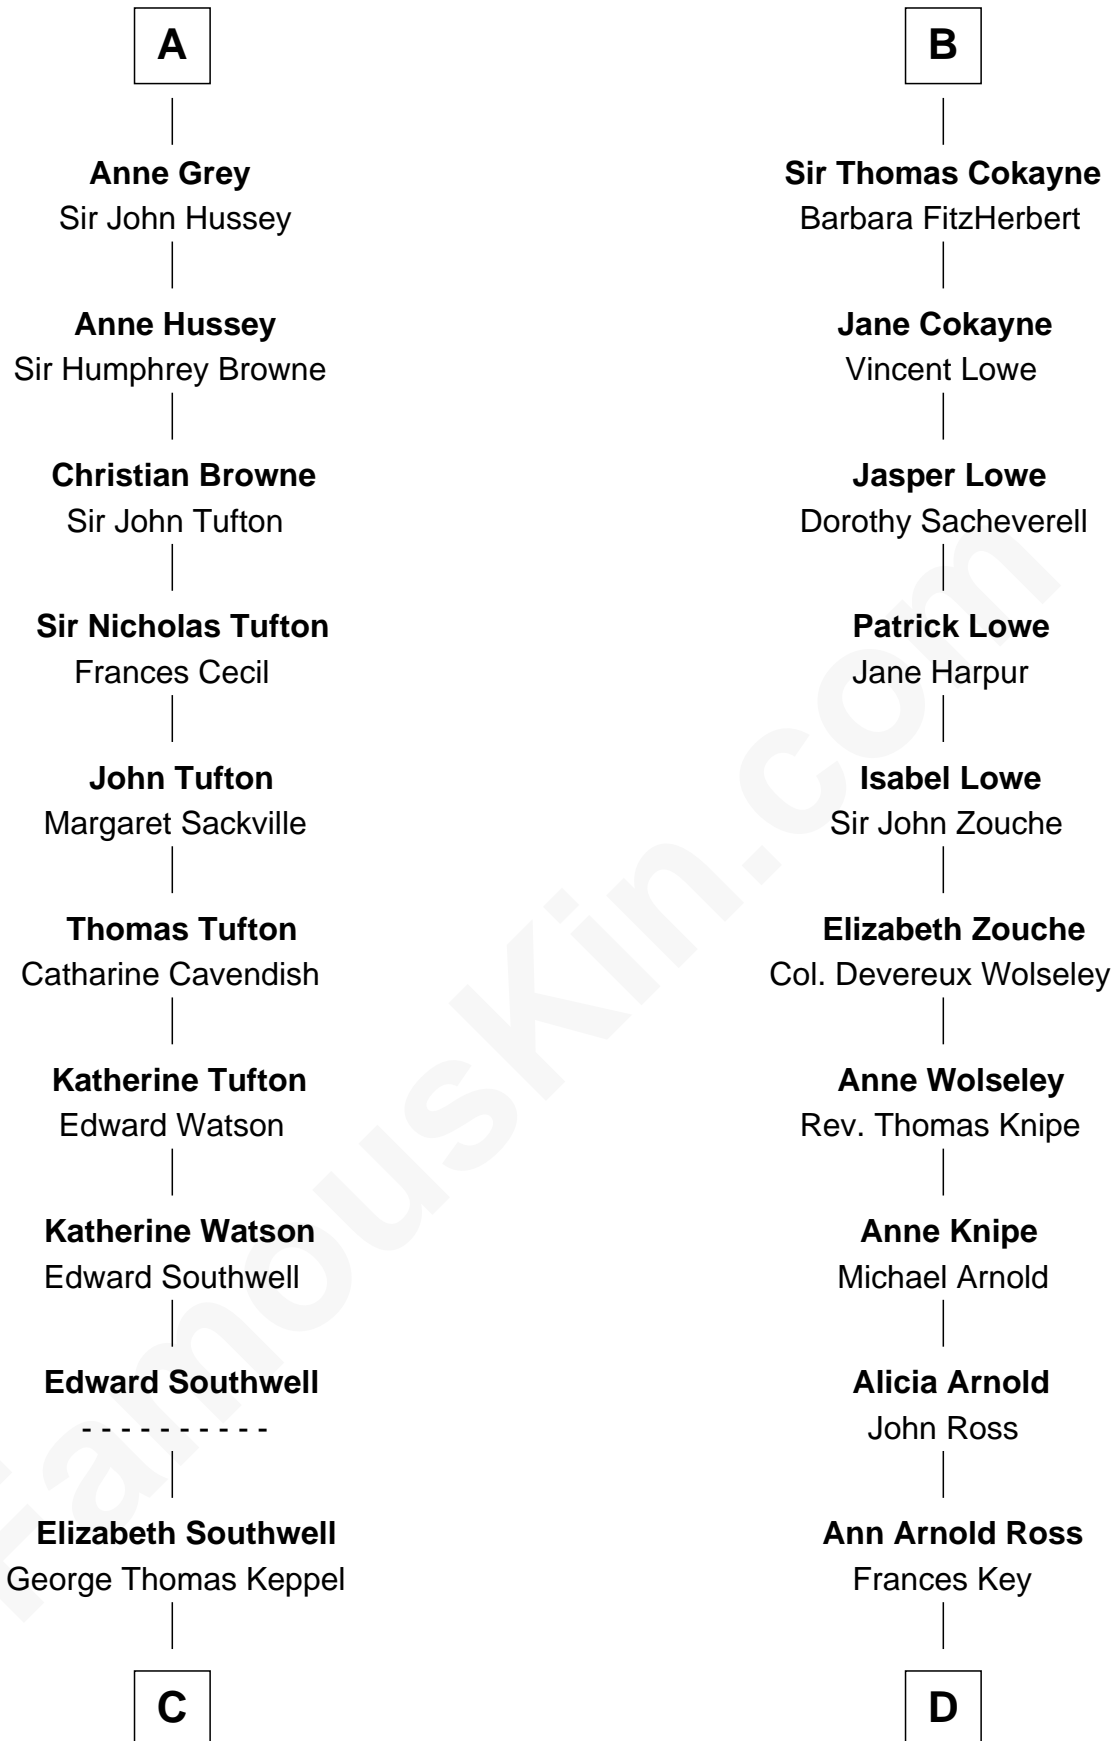 A
Anne Grey
Sir John Hussey
Anne Hussey
Sir Humphrey Browne
Christian Browne
Sir John Tufton
Sir Nicholas Tufton
Frances Cecil
John Tufton
Margaret Sackville
Thomas Tufton
Catharine Cavendish
Katherine Tufton
Edward Watson
Katherine Watson
Edward Southwell
Edward Southwell
- - - - - - - - - -
Elizabeth Southwell
George Thomas Keppel
C
B
Sir Thomas Cokayne
Barbara FitzHerbert
Jane Cokayne
Vincent Lowe
Jasper Lowe
Dorothy Sacheverell
Patrick Lowe
Jane Harpur
Isabel Lowe
Sir John Zouche
Elizabeth Zouche
Col. Devereux Wolseley
Anne Wolseley
Rev. Thomas Knipe
Anne Knipe
Michael Arnold
Alicia Arnold
John Ross
Ann Arnold Ross
Frances Key
D
FamousKin.com